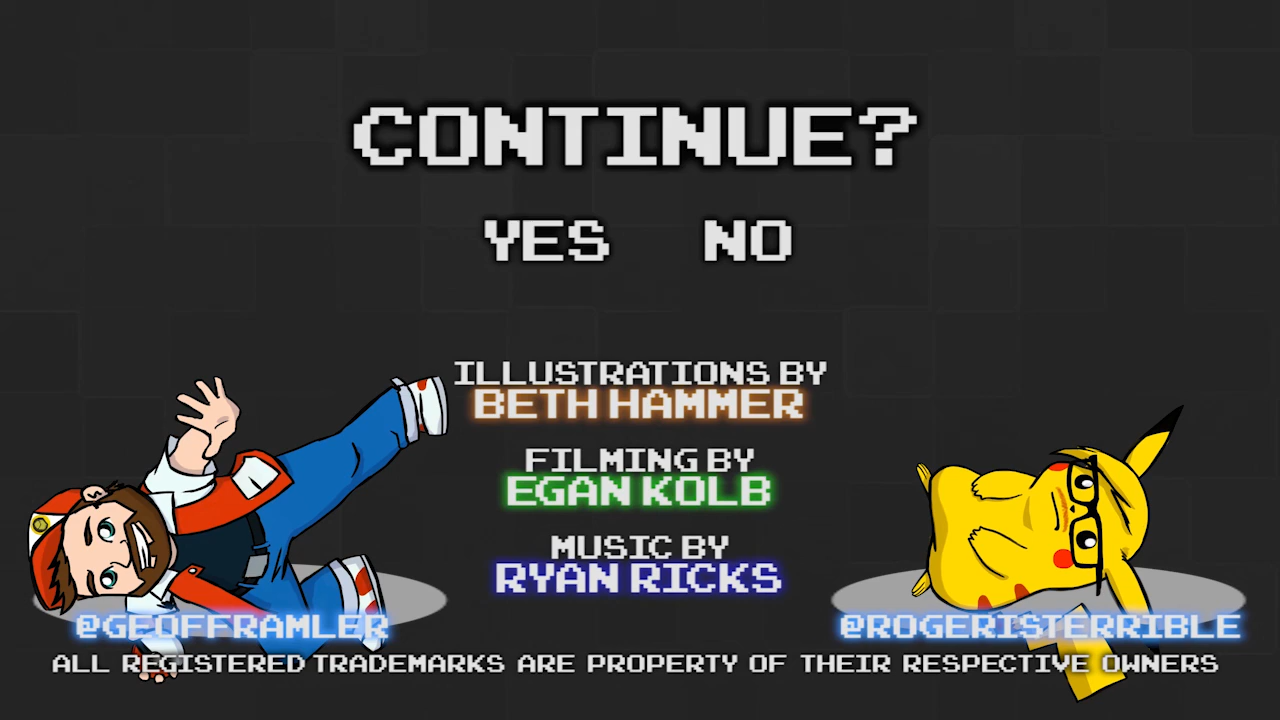 CONTINUE?
YES NO
ILLUSTRATIONS BY
BETH HAMMER
FILMING BY
EGAN KOLB
MUSIC BY
RYAN RICKS
@GEOFFRAMLER
@ROGERISTERRIBLE
ALL REGISTERED TRADEMARKS ARE PROPERTY OF THEIR RESPECTIVE OWNERS